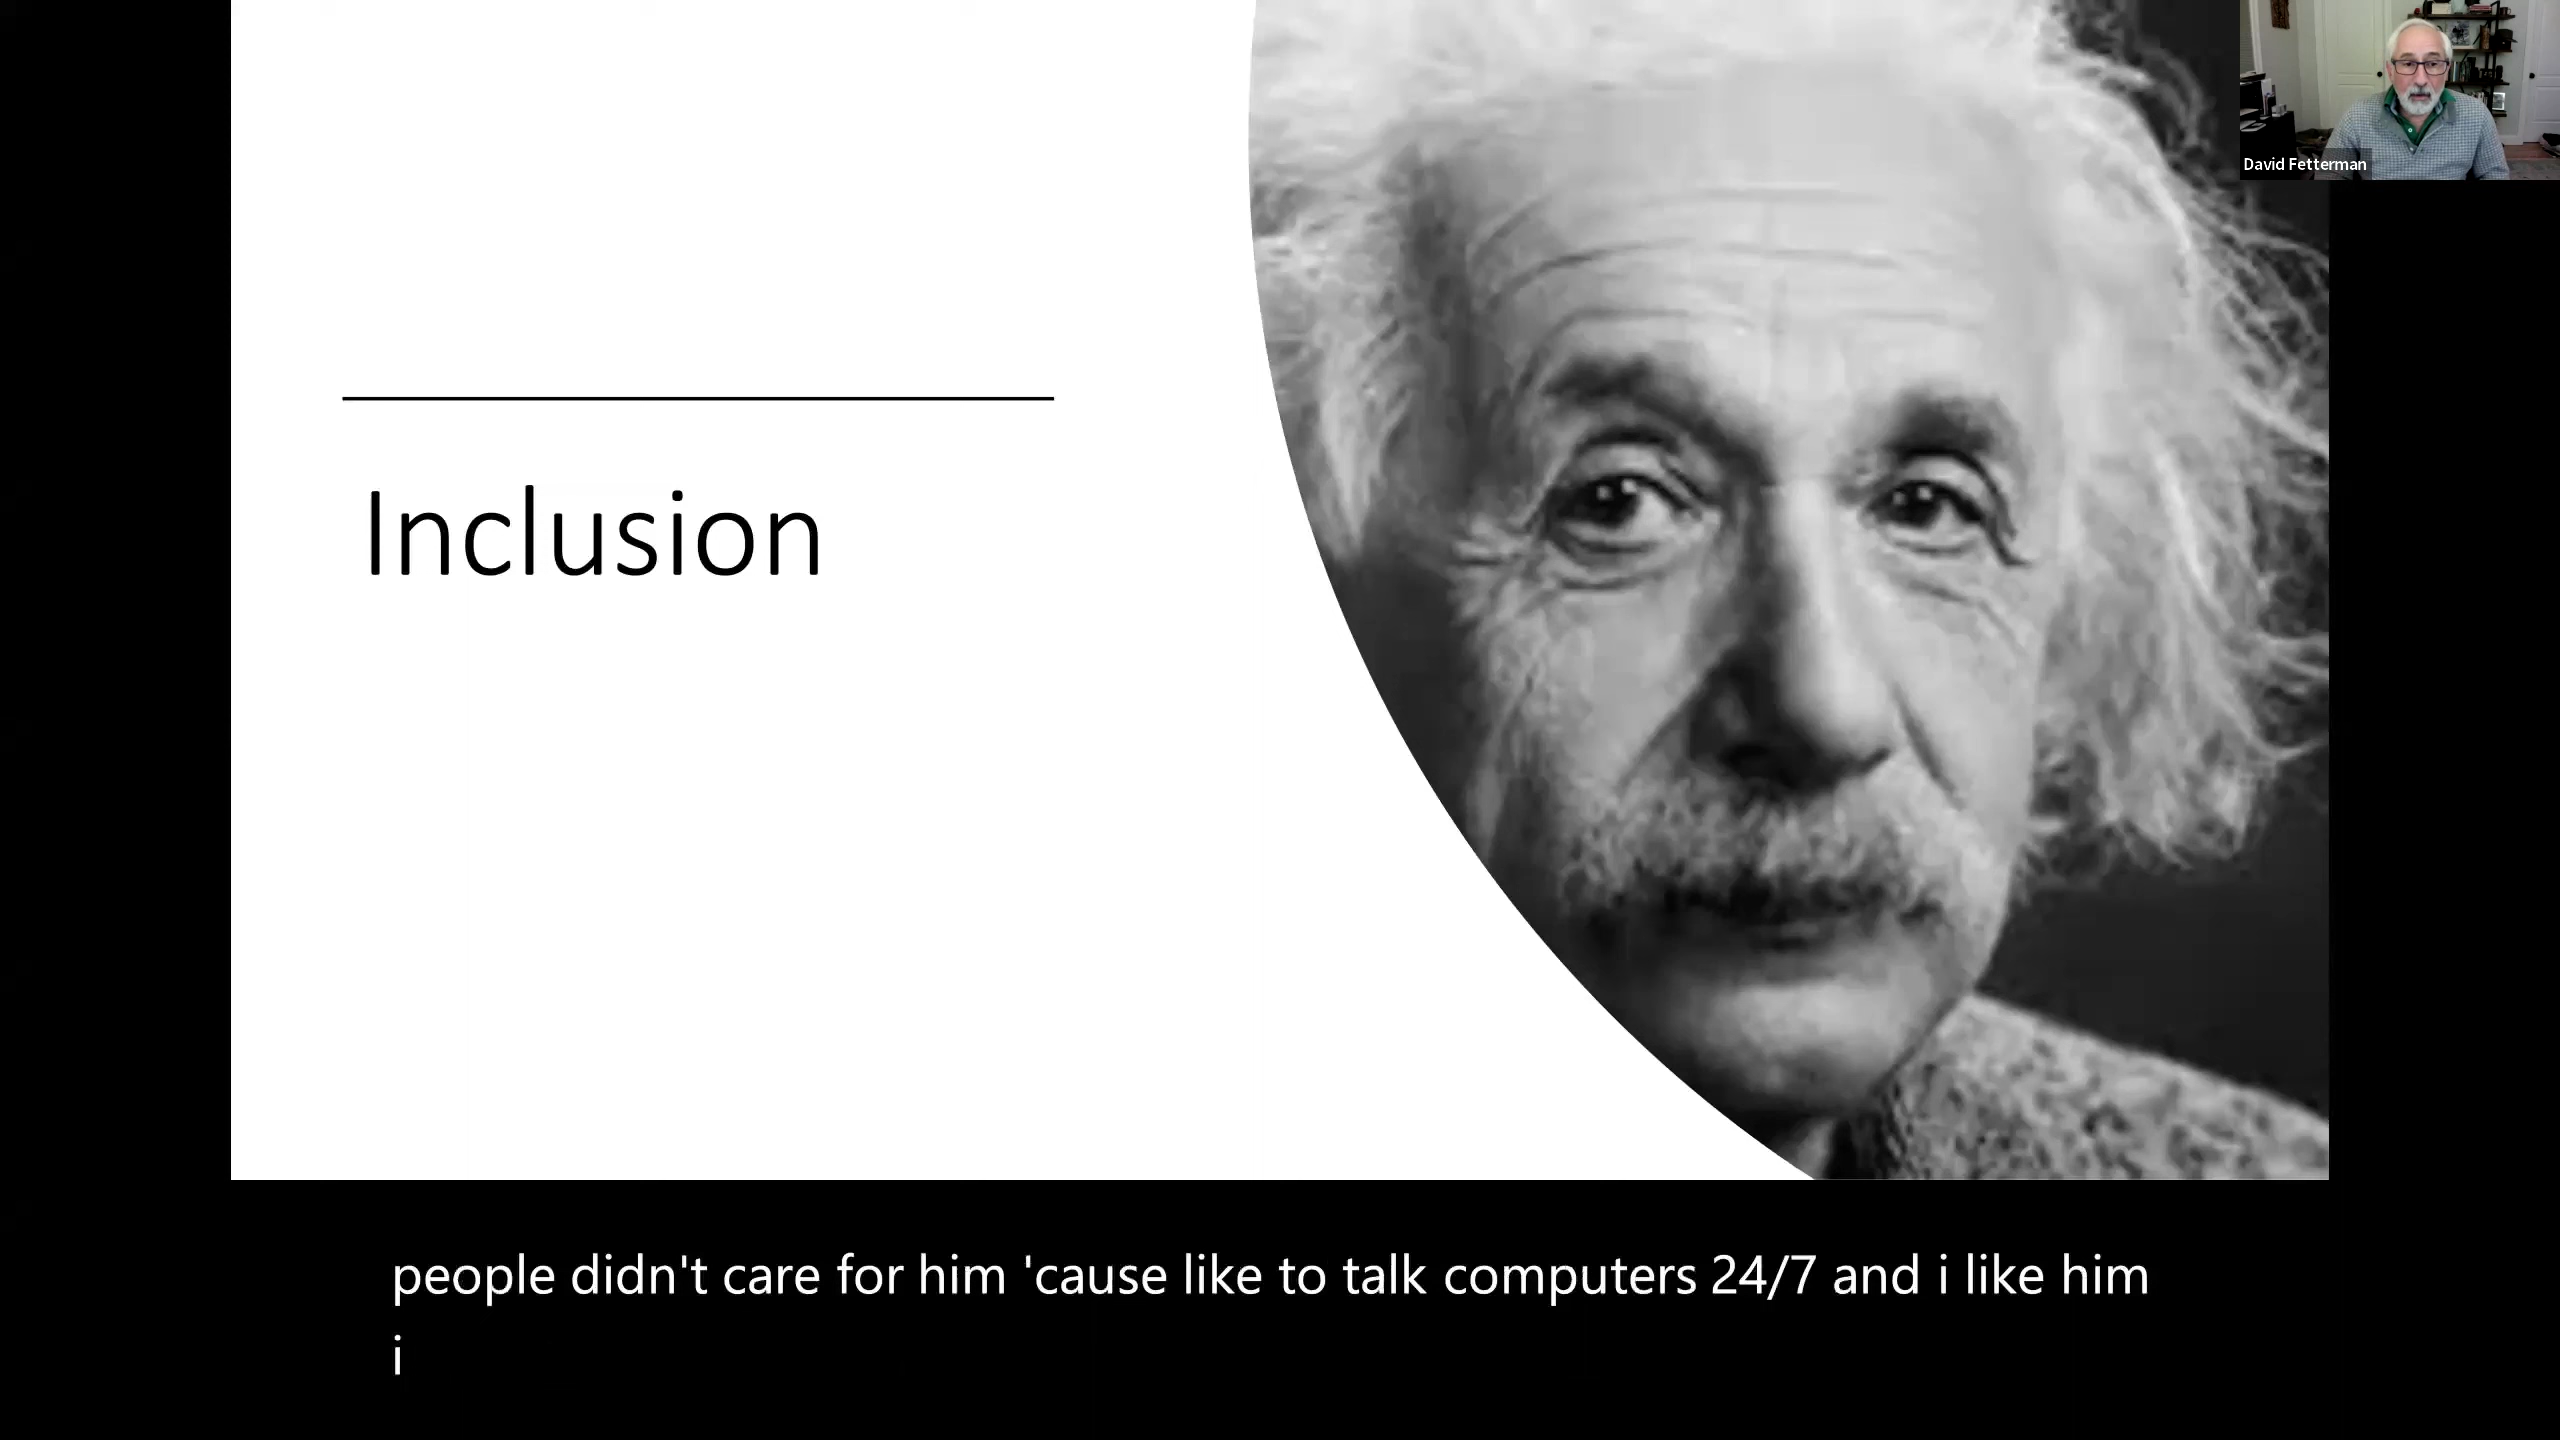 David Fetterman
Inclusion
people didn't care for him 'cause like to talk computers 24/7 and i like him
i